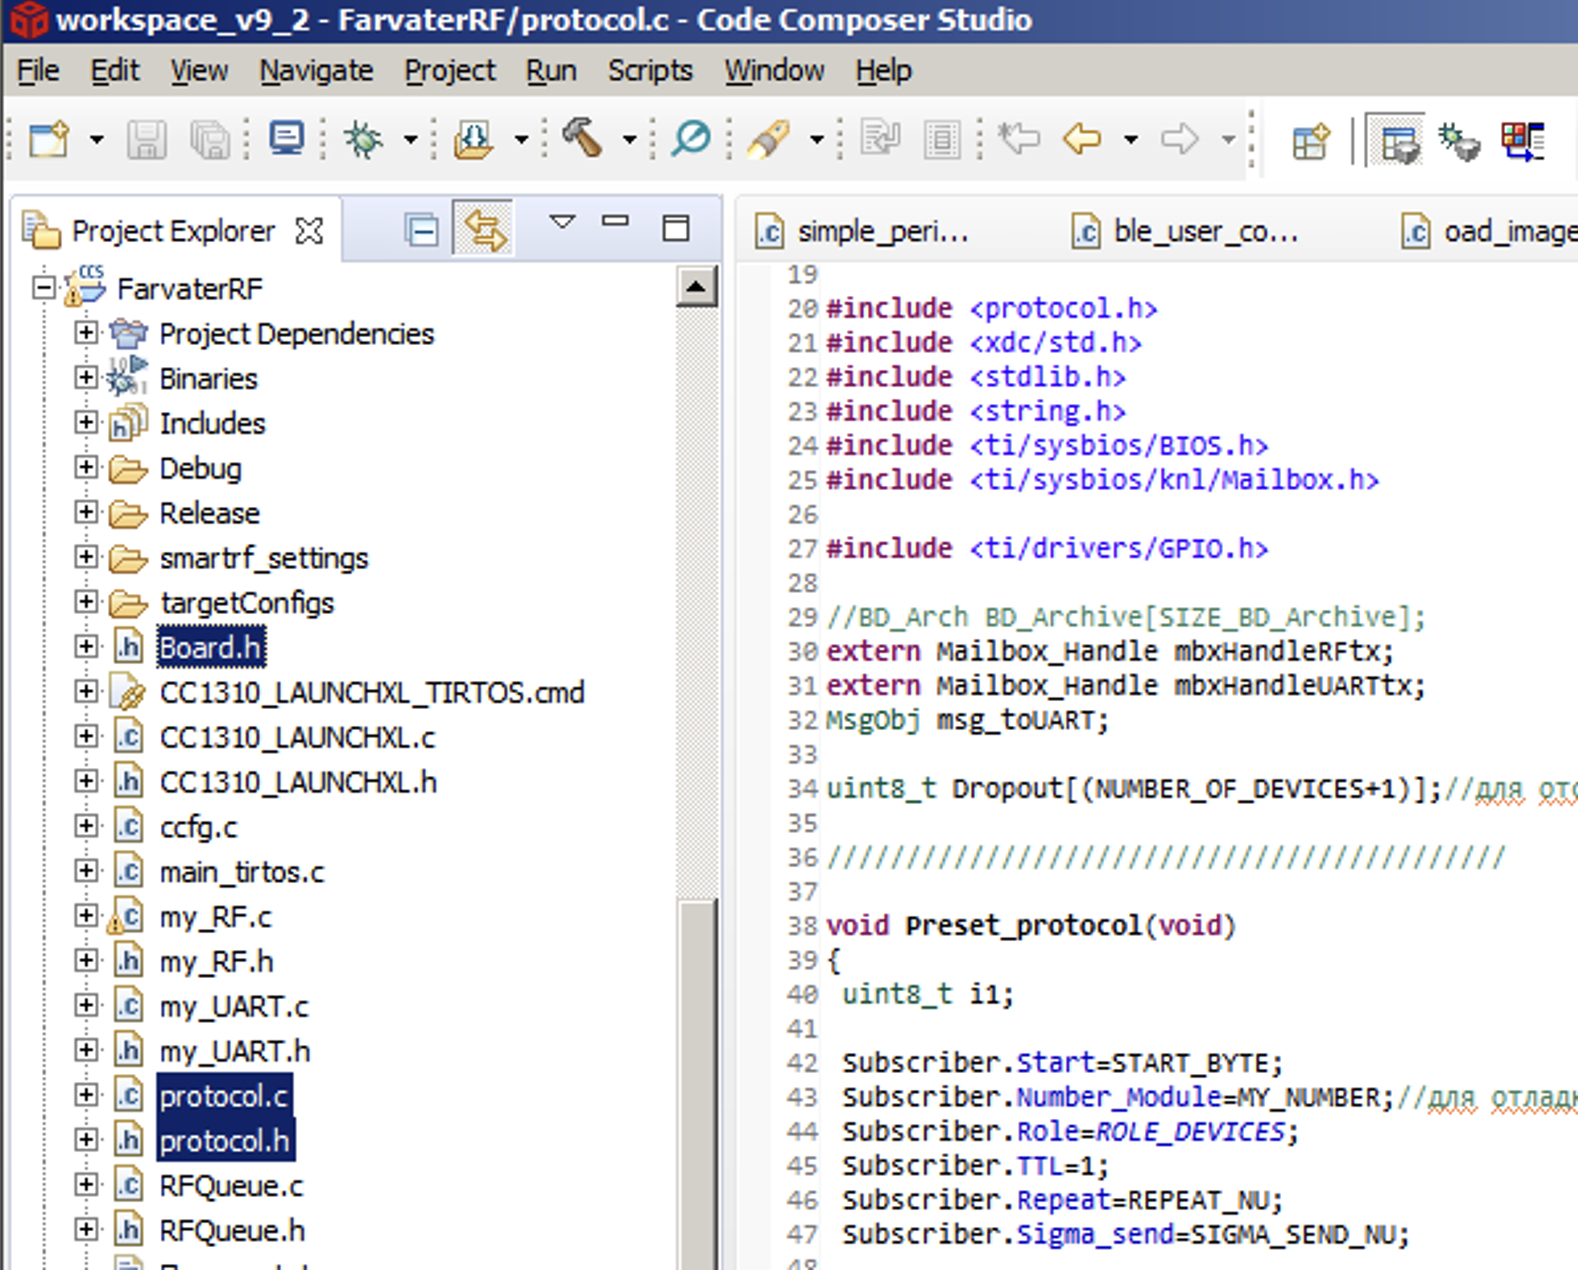 workspace_v9_2 - FarvaterRF/protocol.c - Code Composer Studio
File Edit View Navigate Project Run Scripts Window Help
Project Explorer
simple_peri... ble_user_co... oad_image
FarvaterRF
Project Dependencies
Binaries
Includes
Debug
Release
smartrf_settings
targetConfigs
Board.h
CC1310_LAUNCHXL_TIRTOS.cmd
CC1310_LAUNCHXL.c
CC1310_LAUNCHXL.h
ccfg.c
main_tirtos.c
my_RF.c
my_RF.h
my_UART.c
my_UART.h
protocol.c
protocol.h
RFQueue.c
RFQueue.h
19
20 #include <protocol.h>
21 #include <xdc/std.h>
22 #include <stdlib.h>
23 #include <string.h>
24 #include <ti/sysbios/BIOS.h>
25 #include <ti/sysbios/knl/Mailbox.h>
26
27 #include <ti/drivers/GPIO.h>
28
29 //BD_Arch BD_Archive[SIZE_BD_Archive];
30 extern Mailbox_Handle mbxHandleRFtx;
31 extern Mailbox_Handle mbxHandleUARTtx;
32 MsgObj msg_toUART;
33
34 uint8_t Dropout[(NUMBER_OF_DEVICES+1)];//для
35
36 ///////////////////////////////////////////
37
38 void Preset_protocol(void)
39 {
40 uint8_t i1;
41
42 Subscriber.Start=START_BYTE;
43 Subscriber.Number_Module=MY_NUMBER;//для
44 Subscriber.Role=ROLE_DEVICES;
45 Subscriber.TTL=1;
46 Subscriber.Repeat=REPEAT_NU;
47 Subscriber.Sigma_send=SIGMA_SEND_NU;